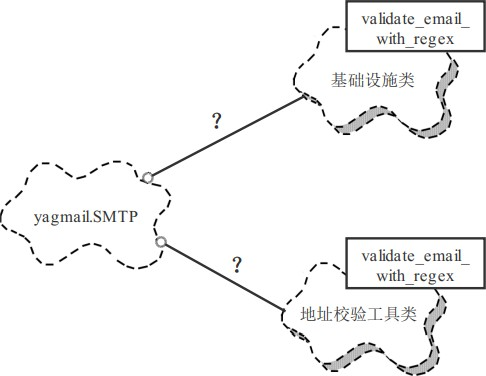 validate_email_
with_regex
基础设施类
?
yagmail.SMTP
?
validate_email_
with_regex
地址校验工具类